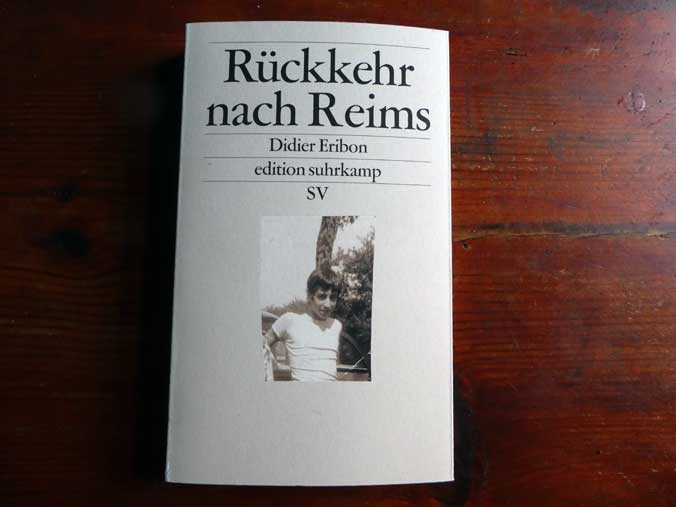 Rückkehr
nach Reims
Didier Eribon
edition suhrkamp
SV